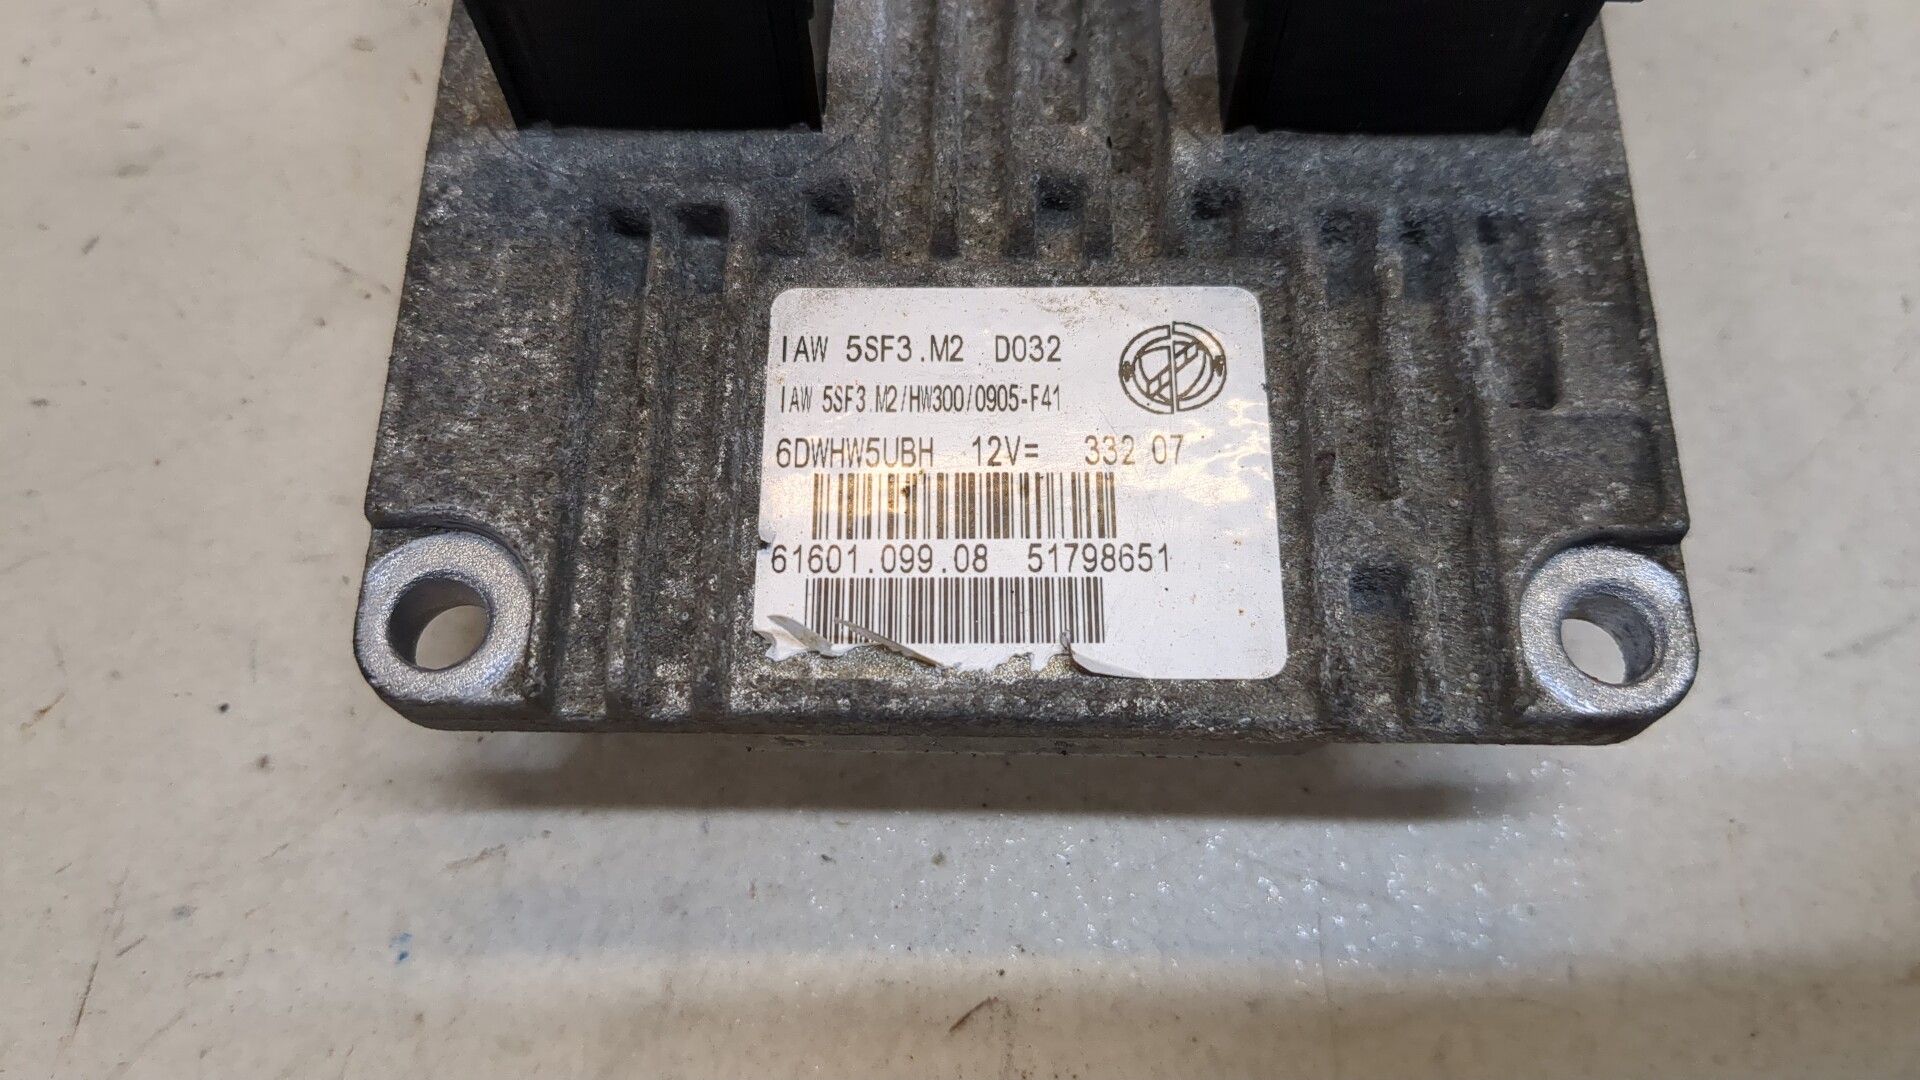 IAW 5SF3.M2 D032
IAW 5SF3.M2/HW300/0905-F41
6DWHW5UBH 12V= 332 07
61601.099.08 51798651